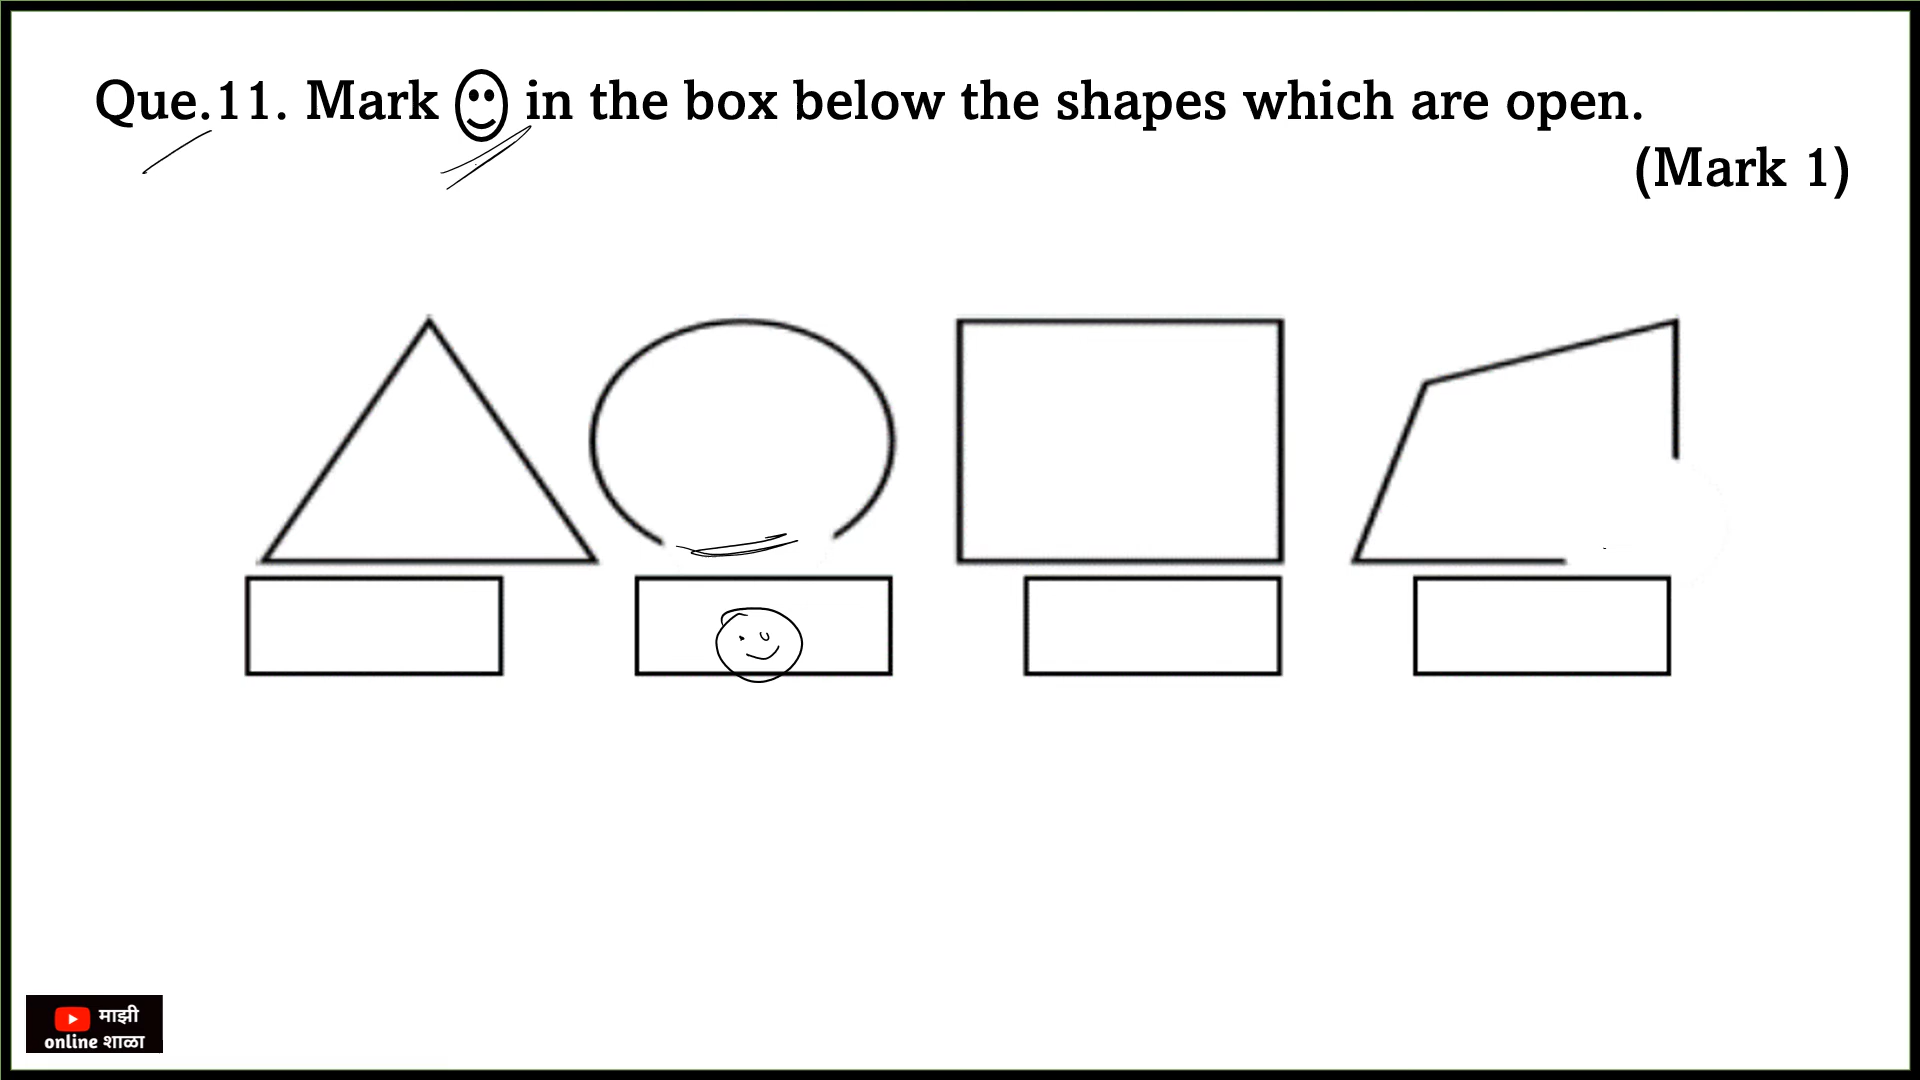 Que.11. Mark in the box below the shapes which are open.
(Mark 1)
माझी
online शाळा